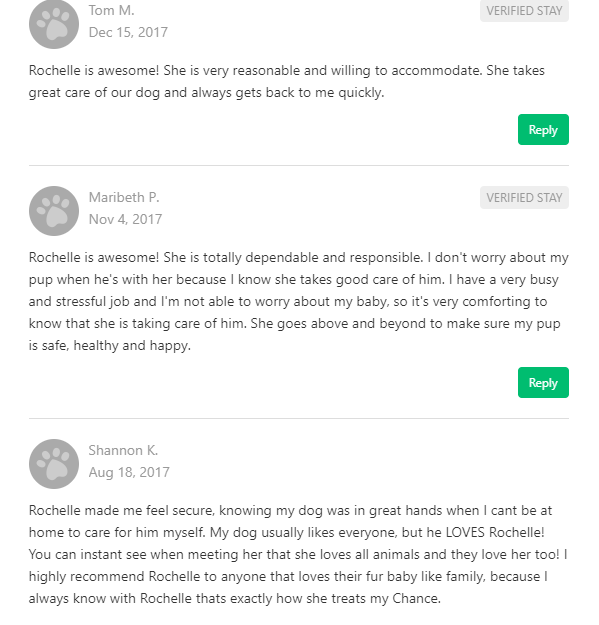 Tom M.
VERIFIED STAY
Dec 15, 2017
Rochelle is awesome! She is very reasonable and willing to accommodate. She takes
great care of our dog and always gets back to me quickly.
Reply
Maribeth P.
VERIFIED STAY
Nov 4, 2017
Rochelle is awesome! She is totally dependable and responsible. I don't worry about my
pup when he's with her because I know she takes good care of him. I have a very busy
and stressful job and I'm not able to worry about my baby, so it's very comforting to
know that she is taking care of him. She goes above and beyond to make sure my pup
is safe, healthy and happy.
Reply
Shannon K.
Aug 18, 2017
Rochelle made me feel secure, knowing my dog was in great hands when I cant be at
home to care for him myself. My dog usually likes everyone, but he LOVES Rochelle!
You can instant see when meeting her that she loves all animals and they love her too! I
highly recommend Rochelle to anyone that loves their fur baby like family, because I
always know with Rochelle thats exactly how she treats my Chance.